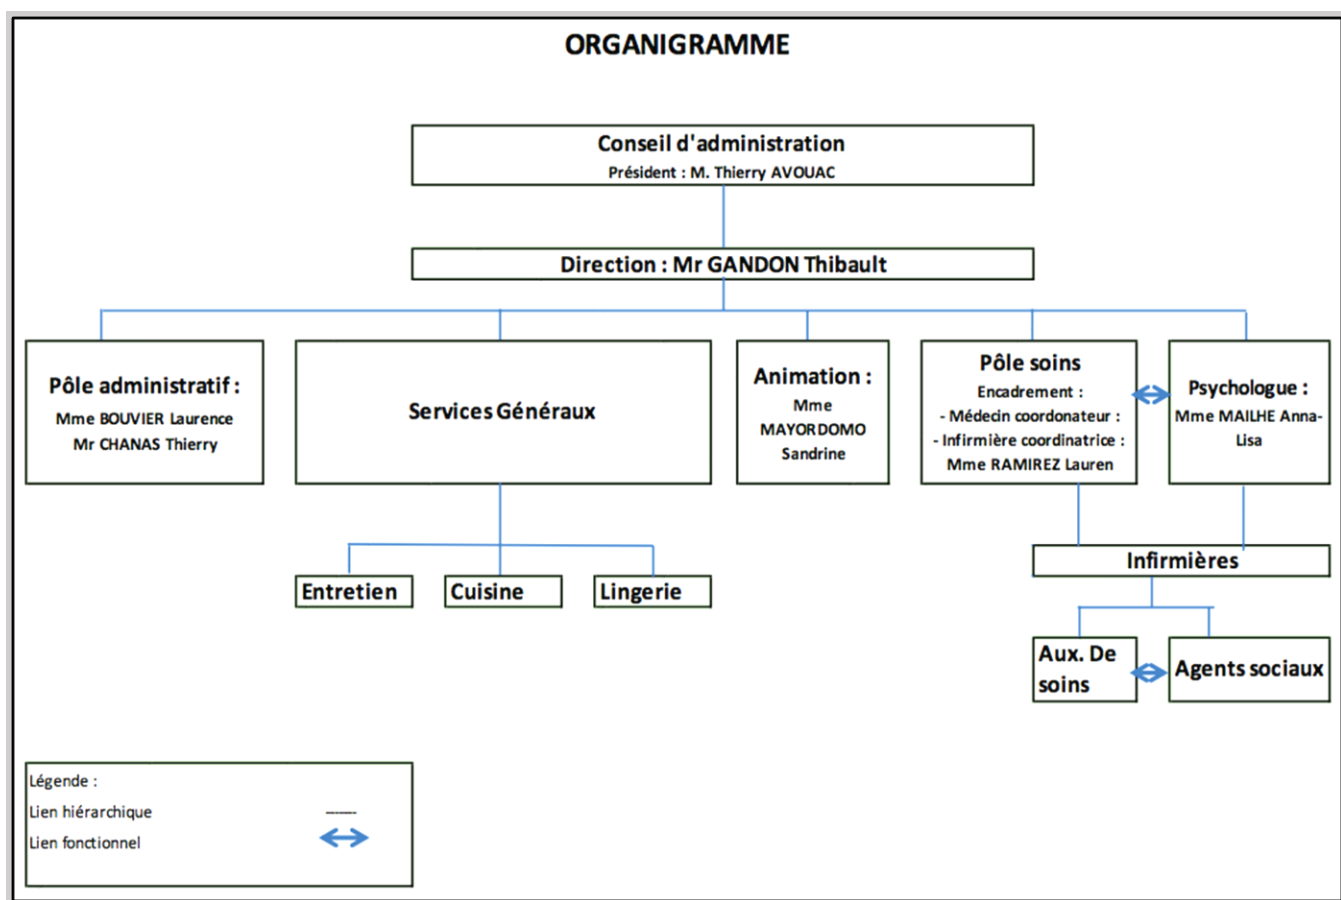 ORGANIGRAMME
Conseil d'administration
Président : M. Thierry AVOUAC
Direction : Mr GANDON Thibault
Pôle administratif :
Mme BOUVIER Laurence
Mr CHANAS Thierry
Services Généraux
Animation :
Mme
MAYORDOMO
Sandrine
Pôle soins
Encadrement :
- Médecin coordonateur :
- Infirmière coordinatrice :
Mme RAMIREZ Lauren
Psychologue :
Mme MAILHE Anna-
Lisa
Entretien
Cuisine
Lingerie
Infirmières
Aux. De
soins
Agents sociaux
Légende :
Lien hiérarchique
Lien fonctionnel